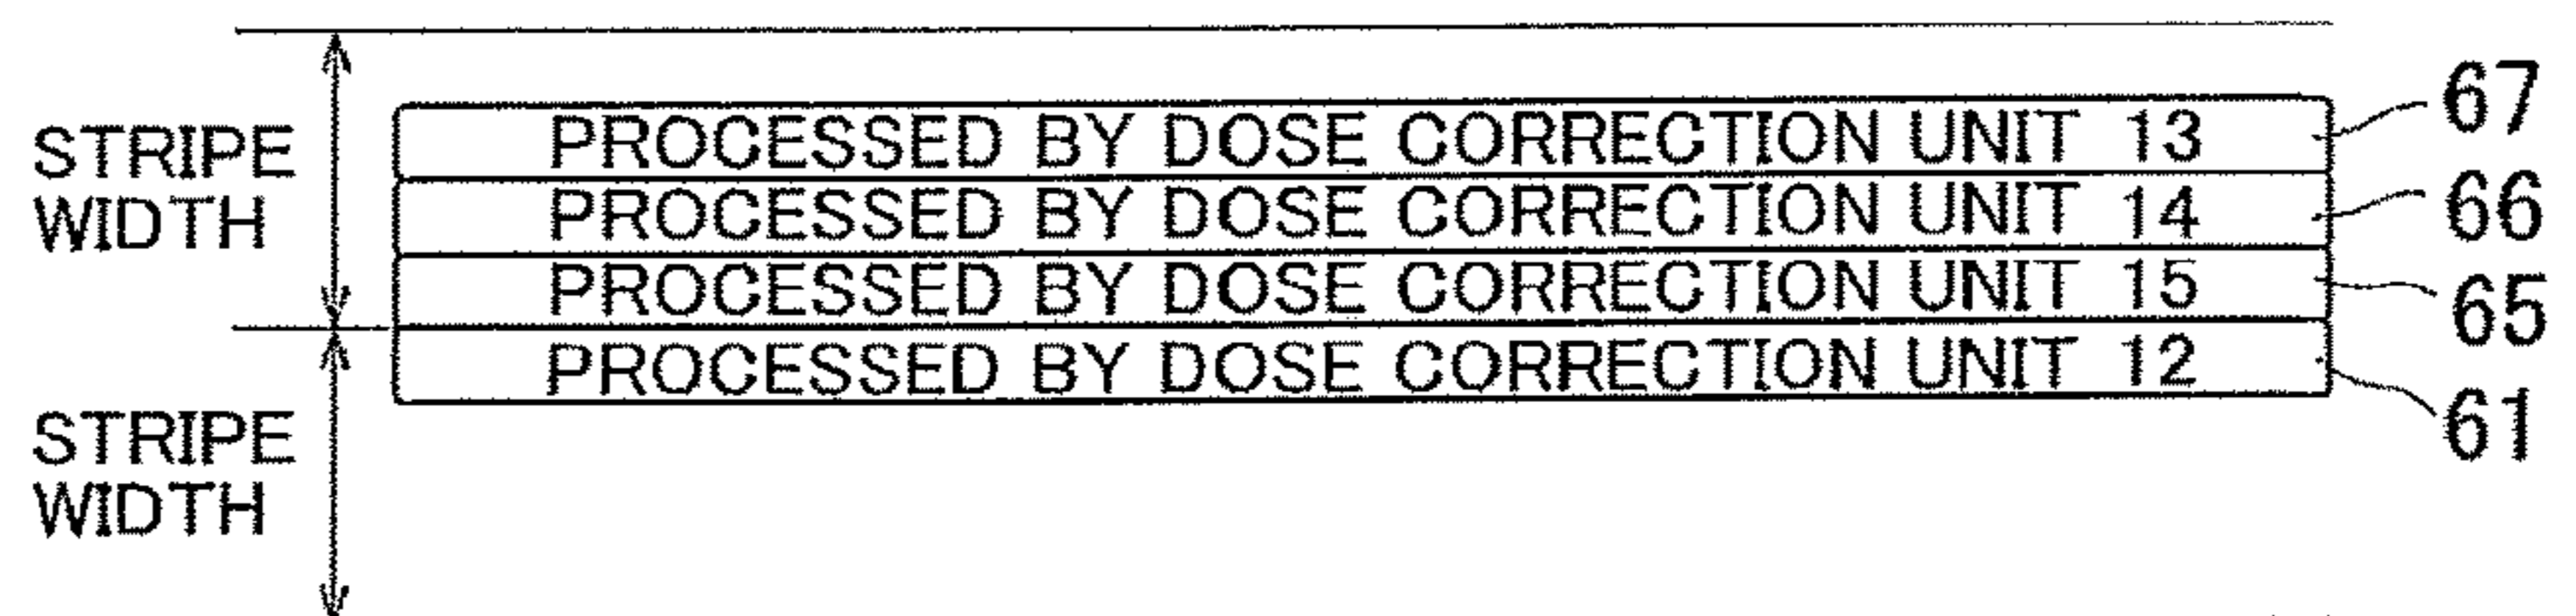 STRIPE
WIDTH
PROCESSED BY DOSE CORRECTION UNIT 13
67
PROCESSED BY DOSE CORRECTION UNIT 14
66
PROCESSED BY DOSE CORRECTION UNIT 15
65
PROCESSED BY DOSE CORRECTION UNIT 12
61
STRIPE
WIDTH